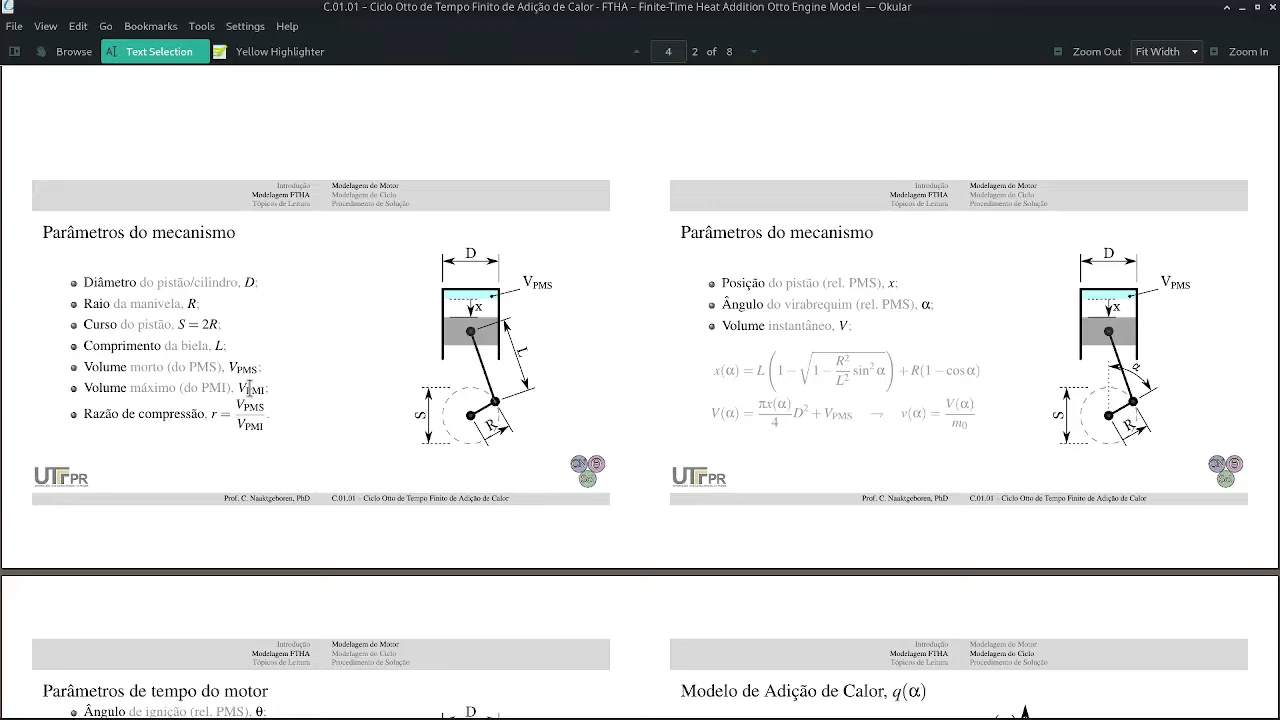 C.01.01 – Ciclo Otto de Tempo Finito de Adição de Calor - FTHA – Finite-Time Heat Addition Otto Engine Model — Okular
File View Edit Go Bookmarks Tools Settings Help
Browse Text Selection Yellow Highlighter 4 2 of 8 Zoom Out Fit Width Zoom In
Introdução Modelagem do Motor
Modelagem FTHA Modelagem do Ciclo
Tópicos de Leitura Procedimento de Solução
Parâmetros do mecanismo
Diâmetro do pistão/cilindro, D;
Raio da manivela, R;
Curso do pistão, S = 2R;
Comprimento da biela, L;
Volume morto (do PMS), V_PMS;
Volume máximo (do PMI), V_PMI;
Razão de compressão, r = V_PMS / V_PMI.
D
V_PMS
x
L
S
R
UTFPR
Prof. C. Naaktgeboren, PhD C.01.01 – Ciclo Otto de Tempo Finito de Adição de Calor
Introdução Modelagem do Motor
Modelagem FTHA Modelagem do Ciclo
Tópicos de Leitura Procedimento de Solução
Parâmetros do mecanismo
Posição do pistão (rel. PMS), x;
Ângulo do virabrequim (rel. PMS), α;
Volume instantâneo, V;
x(α) = L(1 − √(1 − R²/L² sin² α)) + R(1 − cos α)
V(α) = πx(α)/4 D² + V_PMS → v(α) = V(α)/m₀
D
V_PMS
x
α
S
R
UTFPR
Prof. C. Naaktgeboren, PhD C.01.01 – Ciclo Otto de Tempo Finito de Adição de Calor
Introdução Modelagem do Motor
Modelagem FTHA Modelagem do Ciclo
Tópicos de Leitura Procedimento de Solução
Parâmetros de tempo do motor
Ângulo de ignição (rel. PMS), θ;
D
Introdução Modelagem do Motor
Modelagem FTHA Modelagem do Ciclo
Tópicos de Leitura Procedimento de Solução
Modelo de Adição de Calor, q(α)